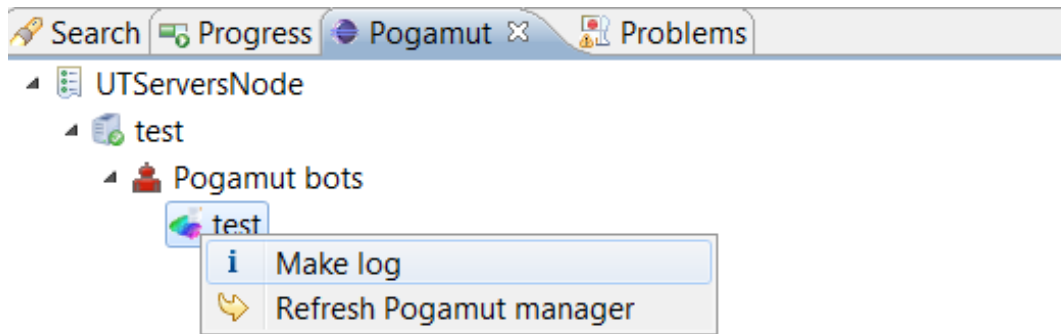 Search Progress Pogamut Problems
UTServersNode
test
Pogamut bots
test
Make log
Refresh Pogamut manager